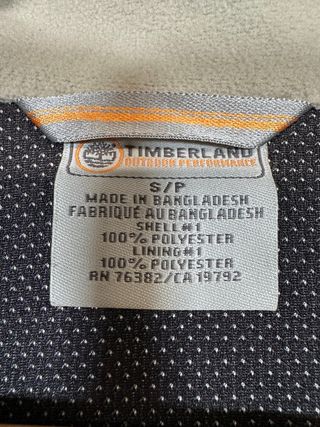 TIMBERLAND
OUTDOOR PERFORMANCE
S/P
MADE IN BANGLADESH
FABRIQUÉ AU BANGLADESH
SHELL#1
100% POLYESTER
LINING#1
100% POLYESTER
RN 76382/CA 19792